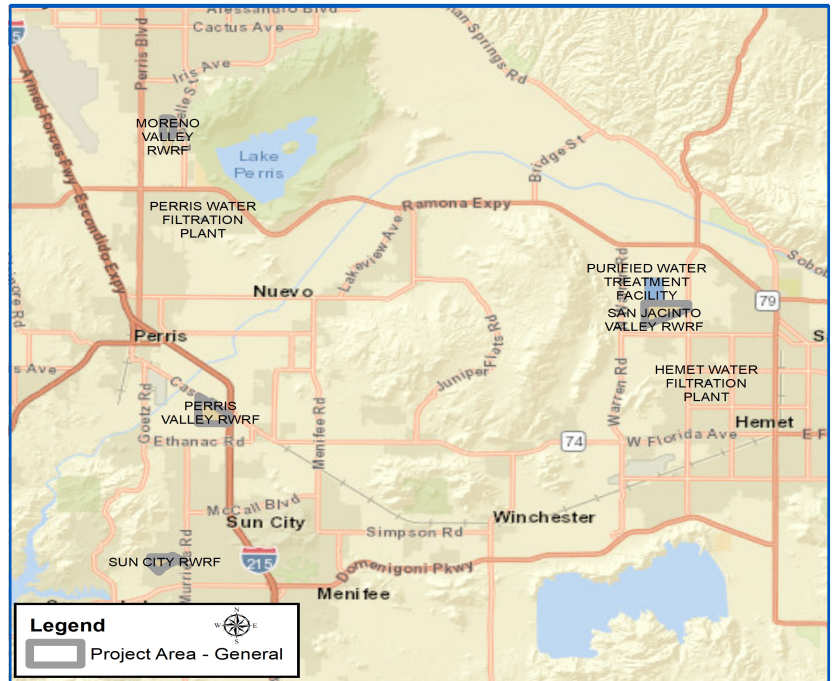 Alessandro Blvd
Cactus Ave
Perris Blvd
Iris Ave
Armed Forces Fwy
Escondido Expy
MORENO
VALLEY
RWRF
Lake
Perris
Bridge St
PERRIS WATER
FILTRATION
PLANT
Ramona Expy
Lakeview Ave
Nuevo
PURIFIED WATER
TREATMENT
FACILITY
SAN JACINTO
VALLEY RWRF
79
Perris
Juniper Flats Rd
Warren Rd
HEMET WATER
FILTRATION
PLANT
PERRIS
VALLEY RWRF
Goetz Rd
Ethanac Rd
Menifee Rd
74
W Florida Ave
Hemet
McCall Blvd
Sun City
Simpson Rd
Winchester
SUN CITY RWRF
215
Domenigoni Pkwy
Menifee
Legend
N
W E
S
Project Area - General